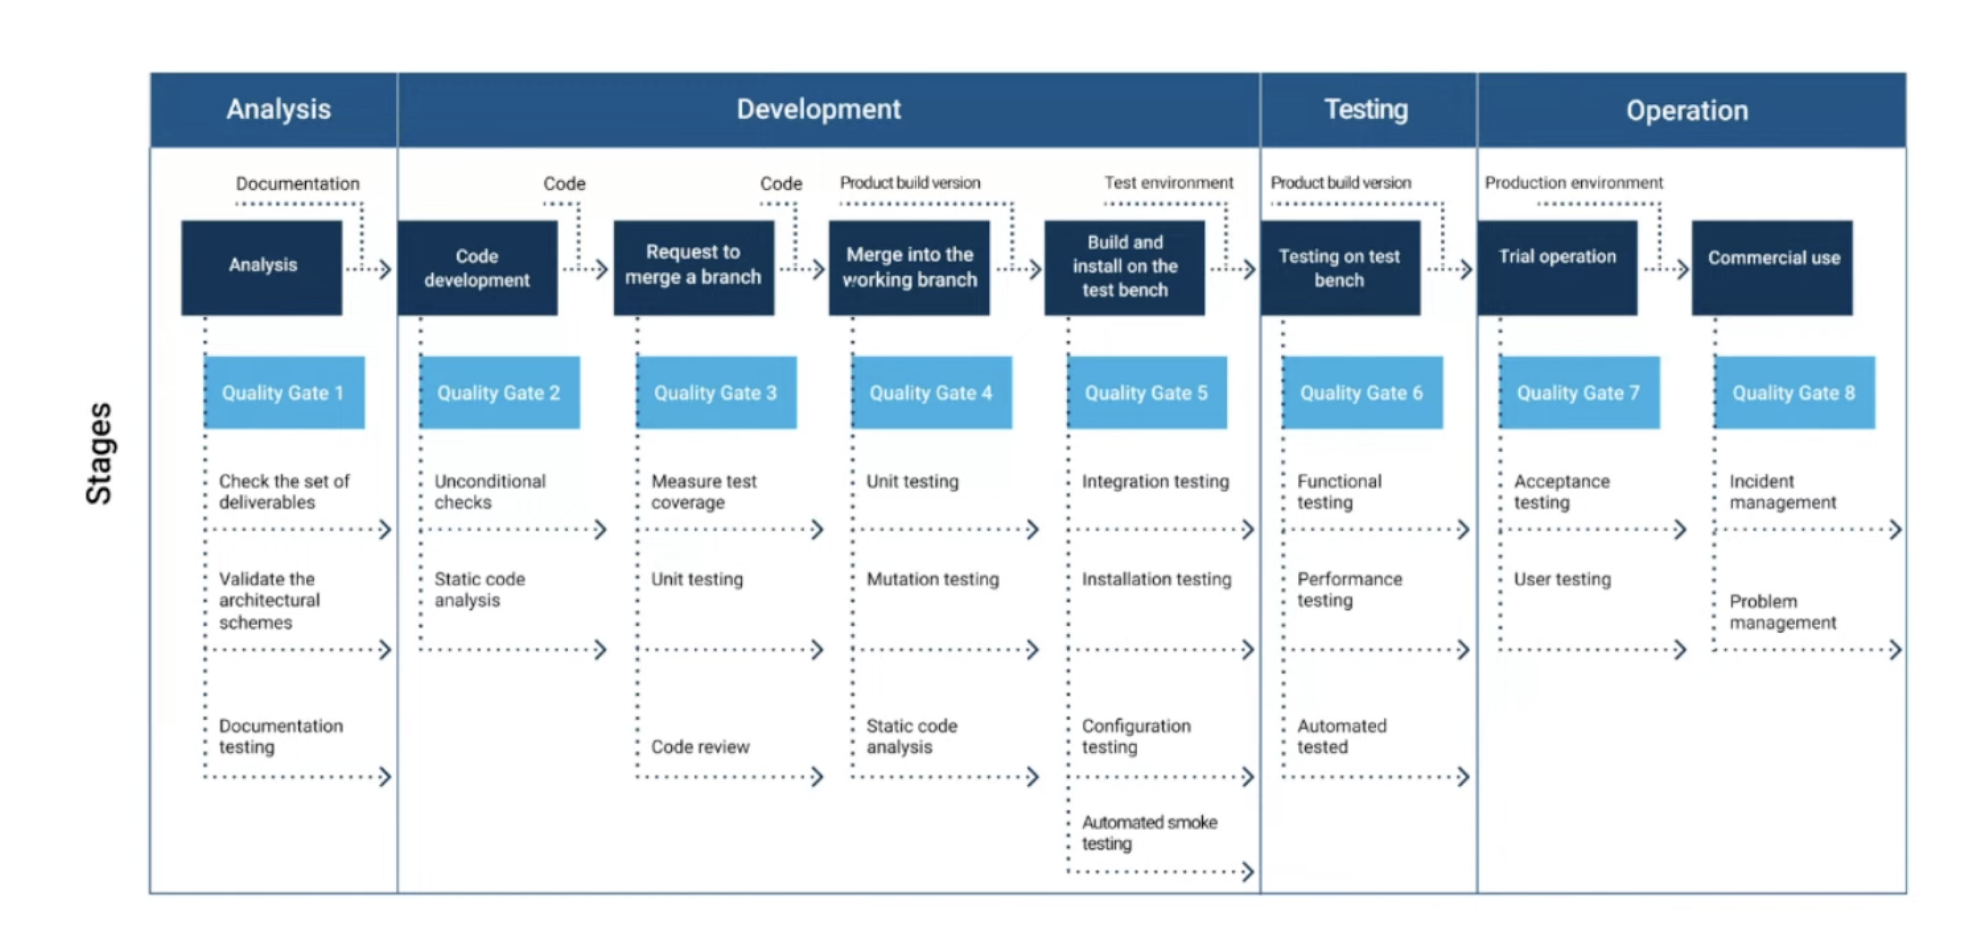 Analysis
Development
Testing
Operation
Documentation
Code
Code
Product build version
Test environment
Product build version
Production environment
Analysis
Code
development
Request to
merge a branch
Merge into the
working branch
Build and
install on the
test bench
Testing on test
bench
Trial operation
Commercial use
Stages
Quality Gate 1
Quality Gate 2
Quality Gate 3
Quality Gate 4
Quality Gate 5
Quality Gate 6
Quality Gate 7
Quality Gate 8
Check the set of
deliverables
Unconditional
checks
Measure test
coverage
Unit testing
Integration testing
Functional
testing
Acceptance
testing
Incident
management
Validate the
architectural
schemes
Static code
analysis
Unit testing
Mutation testing
Installation testing
Performance
testing
User testing
Problem
management
Documentation
testing
Code review
Static code
analysis
Configuration
testing
Automated
tested
Automated smoke
testing